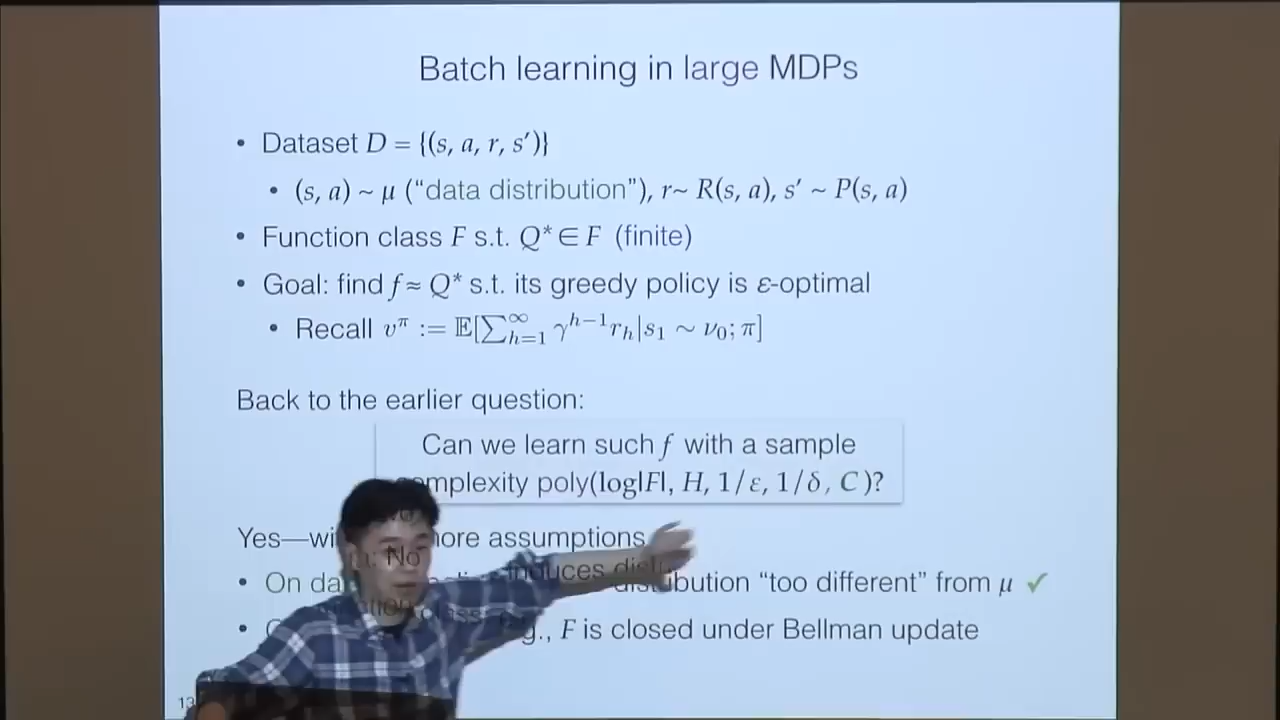 Batch learning in large MDPs
• Dataset D = {(s, a, r, s′)}
• (s, a) ~ μ (“data distribution”), r~ R(s, a), s′ ~ P(s, a)
• Function class F s.t. Q* ∈ F (finite)
• Goal: find f ≈ Q* s.t. its greedy policy is ε-optimal
• Recall v^π := 𝔼[∑_{h=1}^∞ γ^{h−1} r_h | s_1 ∼ ν_0; π]
Back to the earlier question:
Can we learn such f with a sample
complexity poly(log|F|, H, 1/ε, 1/δ, C)?
Yes—wi more assumptions
• On da : No induces distribution “too different” from μ ✓
• class: e.g., F is closed under Bellman update
13